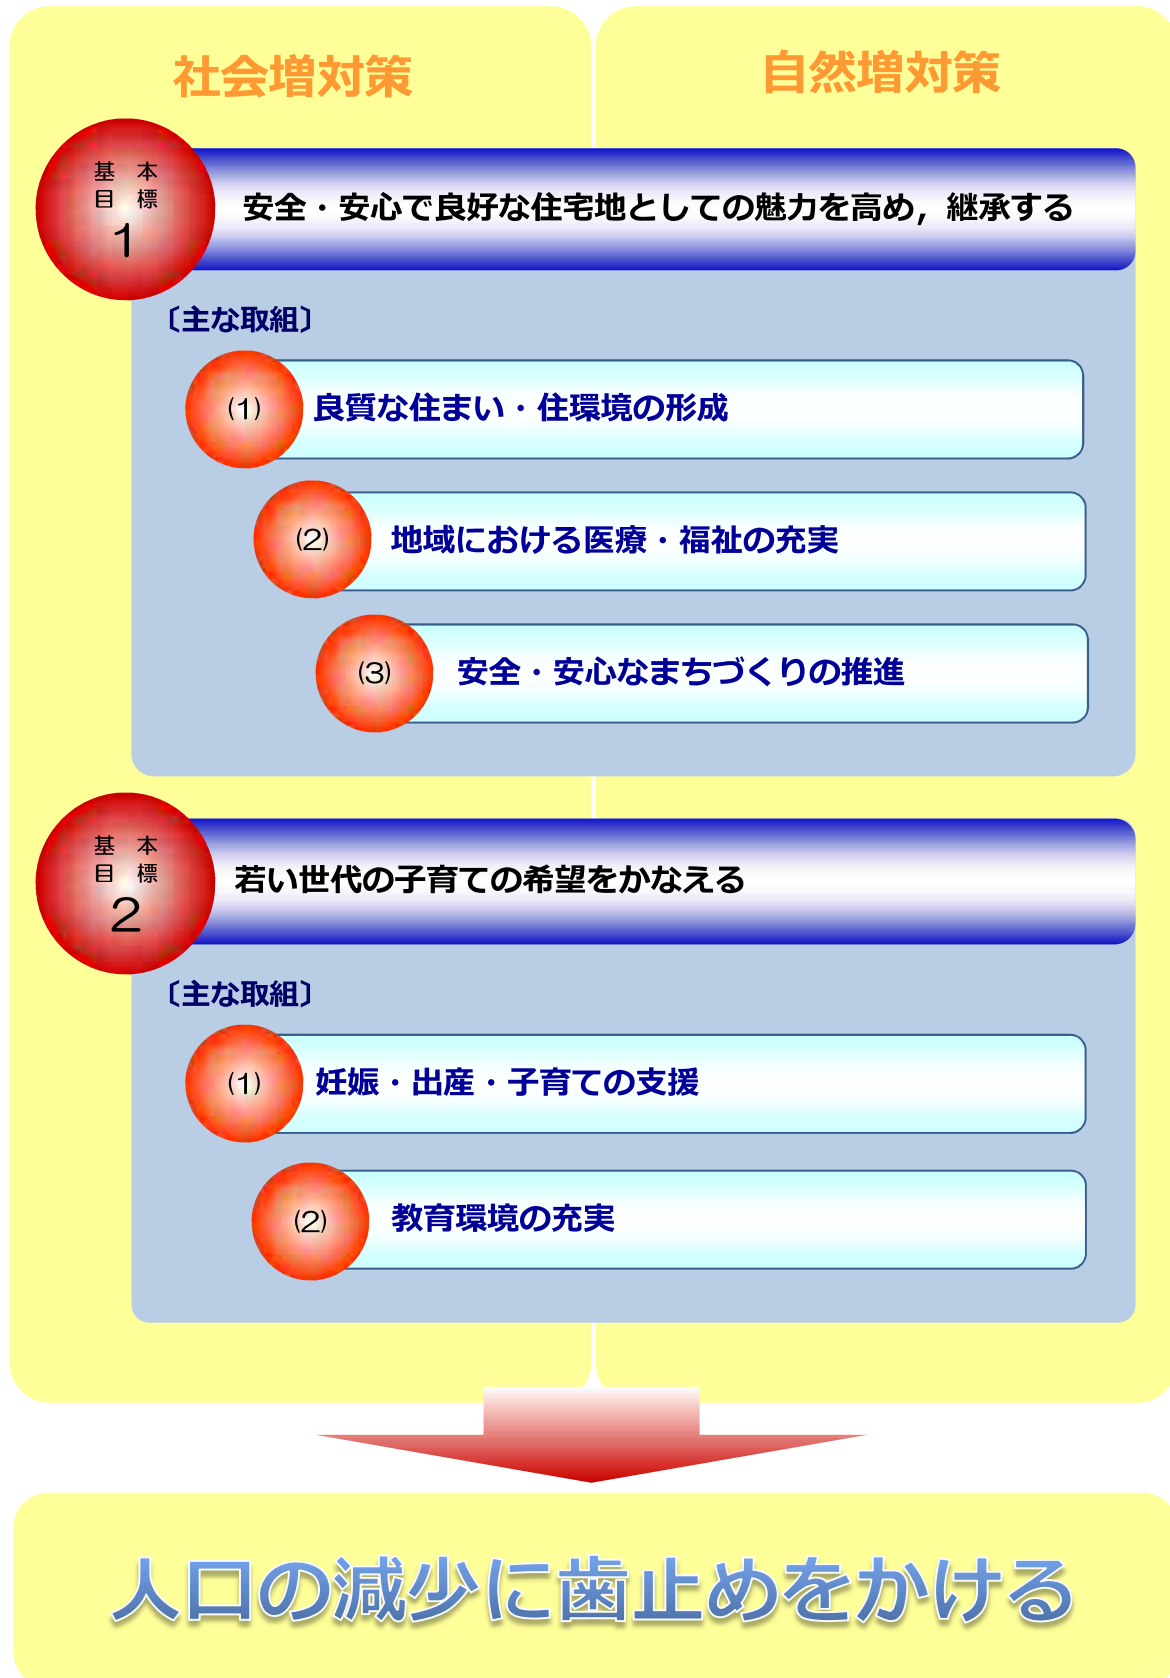 社会増対策
自然増対策
基 本
目 標
1
安全・安心で良好な住宅地としての魅力を高め，継承する
〔主な取組〕
(1)
良質な住まい・住環境の形成
(2)
地域における医療・福祉の充実
(3)
安全・安心なまちづくりの推進
基 本
目 標
2
若い世代の子育ての希望をかなえる
〔主な取組〕
(1)
妊娠・出産・子育ての支援
(2)
教育環境の充実
人口の減少に歯止めをかける